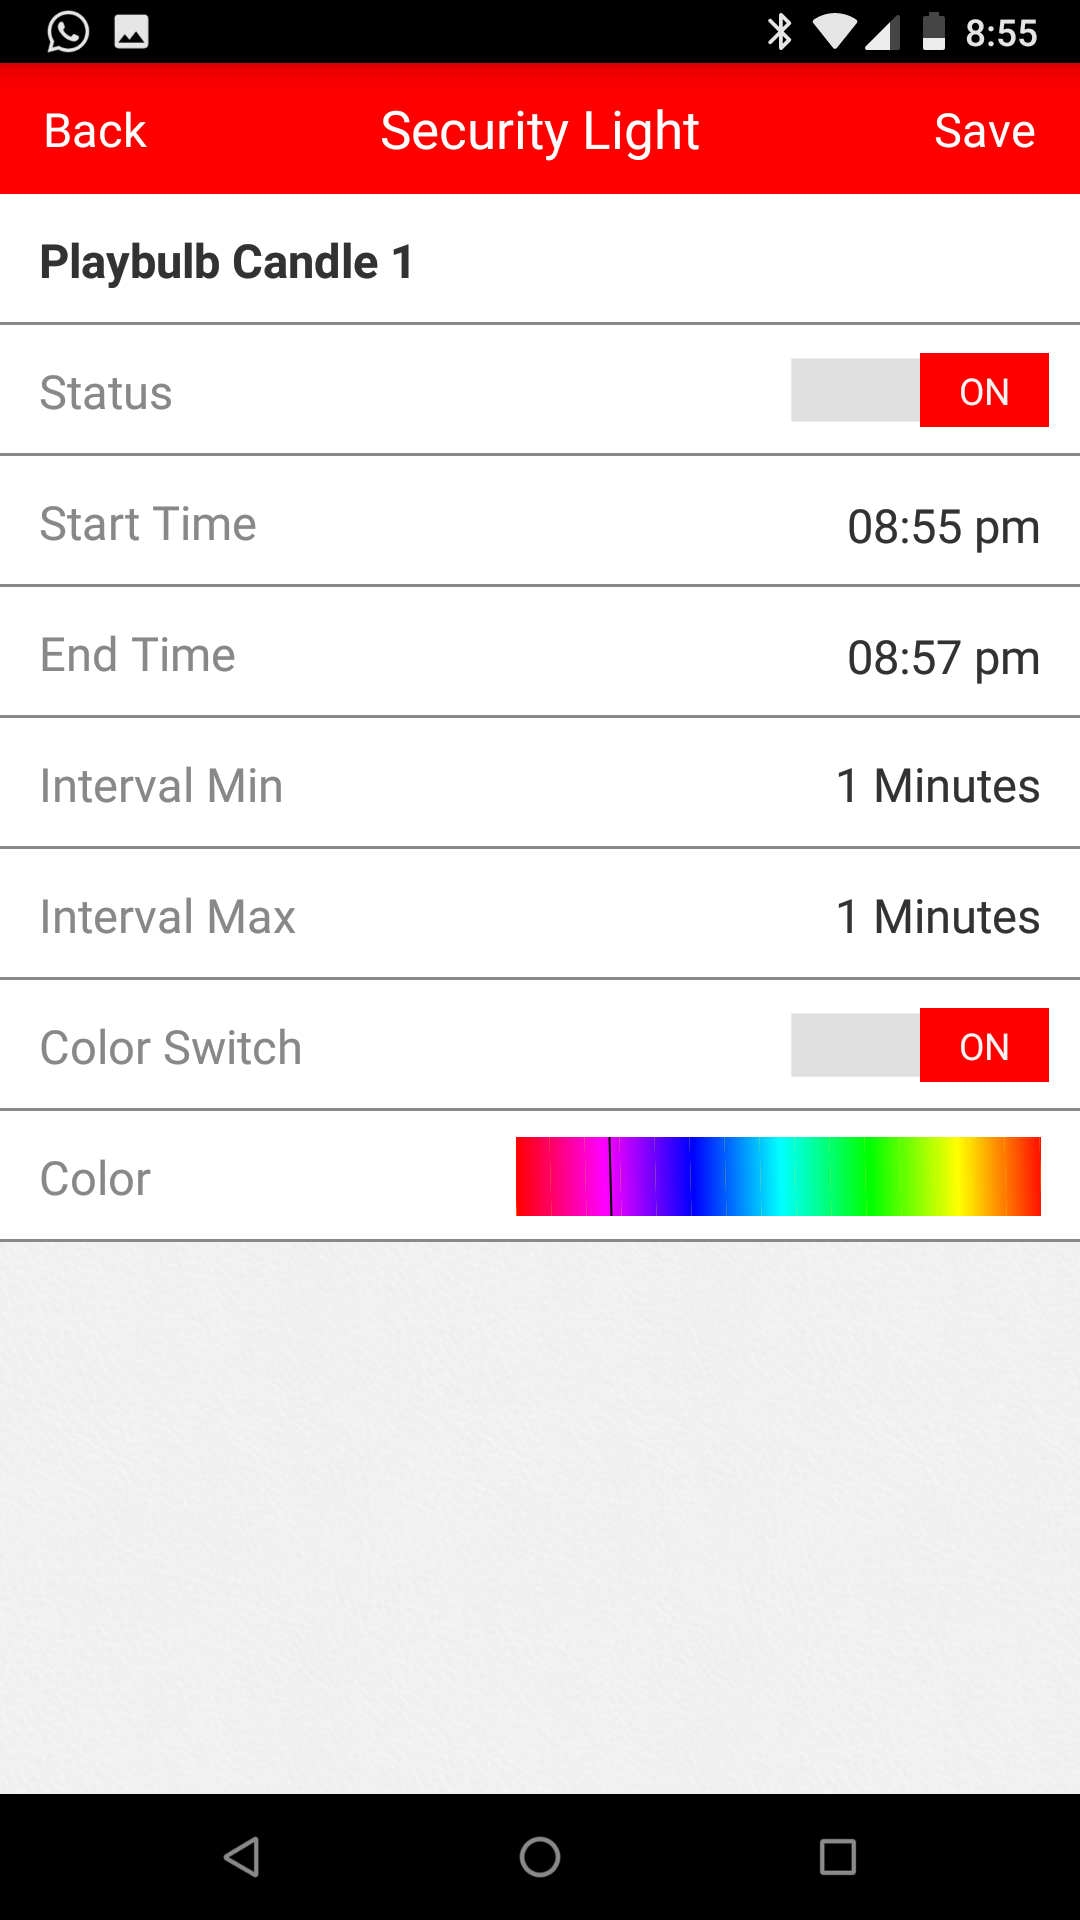 8:55
Back Security Light Save
Playbulb Candle 1
Status ON
Start Time 08:55 pm
End Time 08:57 pm
Interval Min 1 Minutes
Interval Max 1 Minutes
Color Switch ON
Color